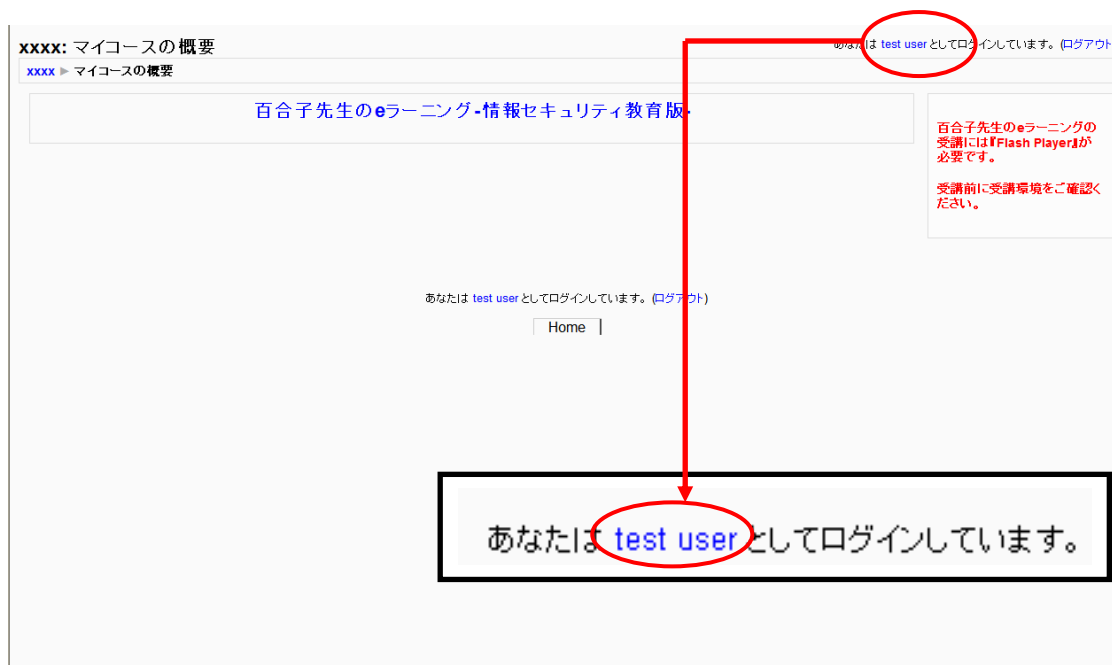 xxxx: マイコースの概要
あなたは test user としてログインしています。(ログアウト
xxxx ► マイコースの概要
百合子先生のeラーニング-情報セキュリティ教育版-
百合子先生のeラーニングの
受講には『Flash Player』が
必要です。
受講前に受講環境をご確認く
ださい。
あなたは test user としてログインしています。(ログアウト)
Home
あなたは test user としてログインしています。